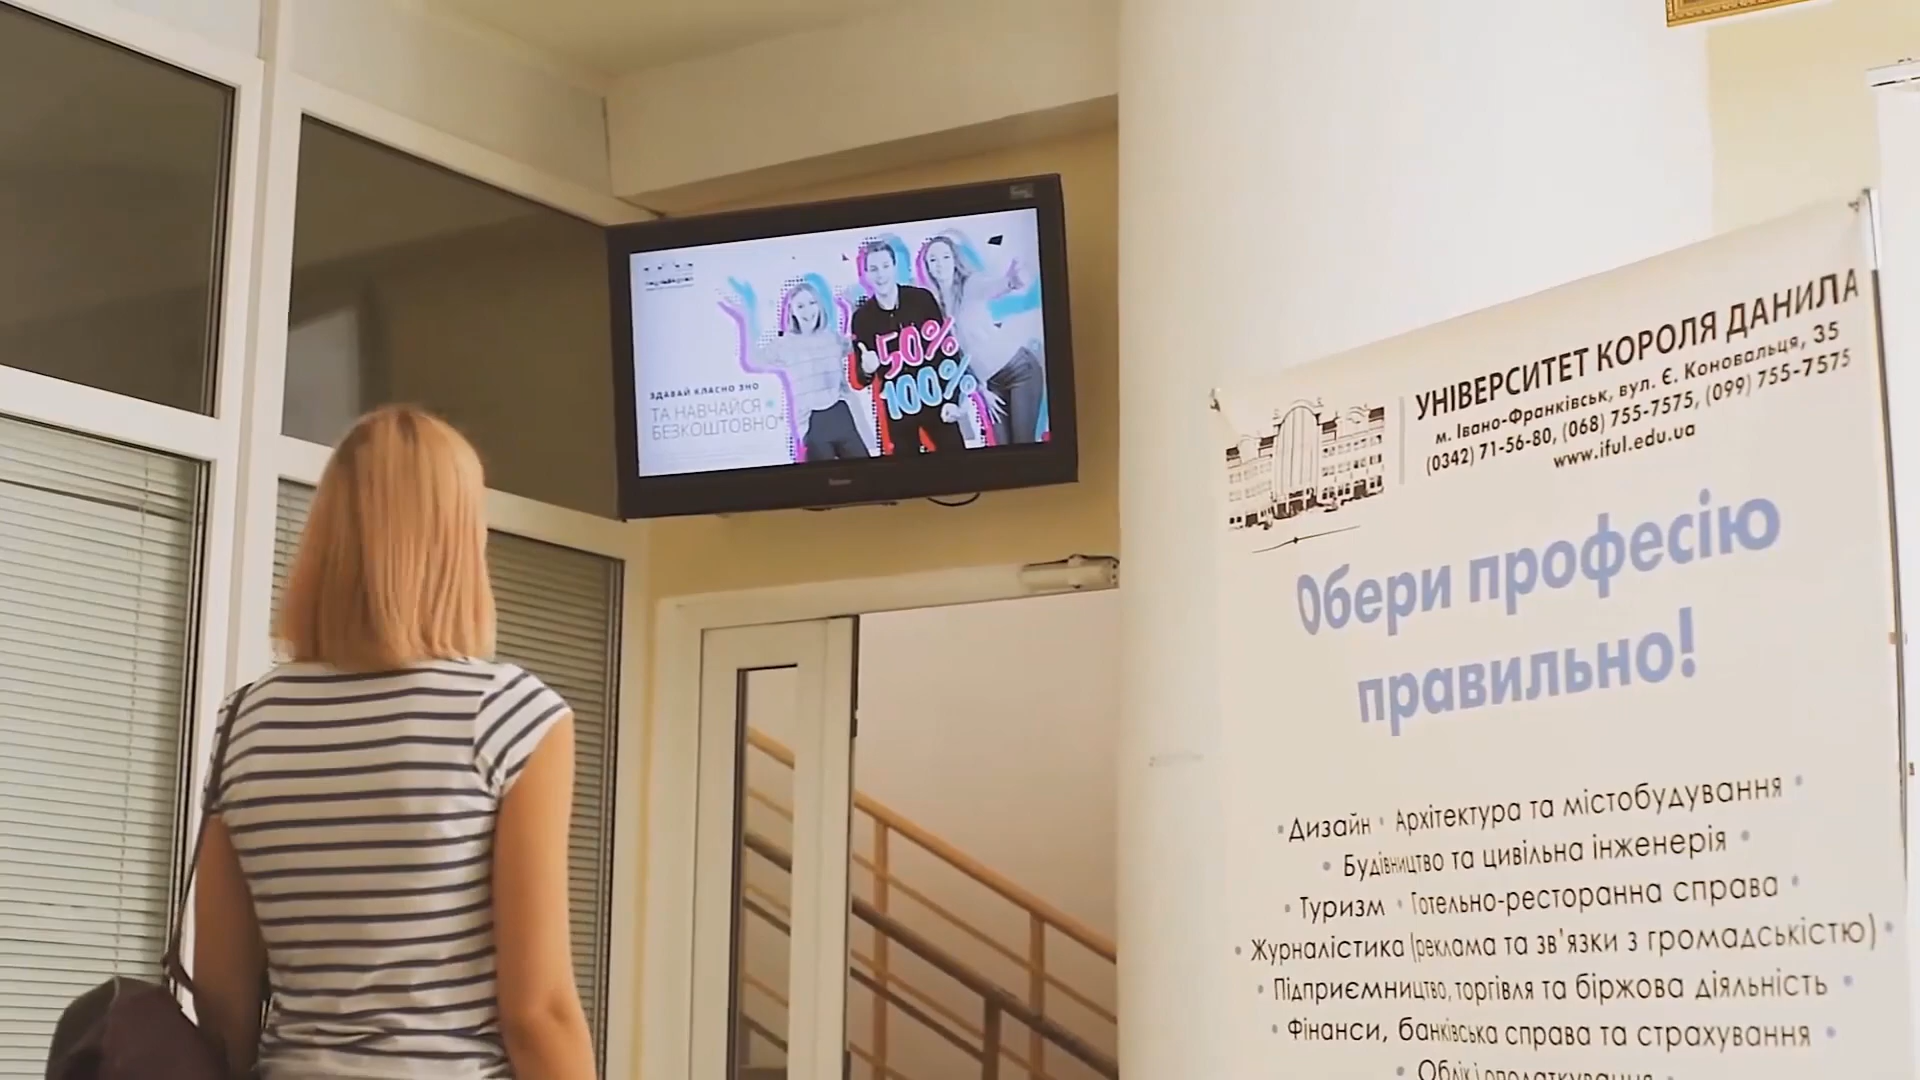 ЗДАВАЙ КЛАСНО ЗНО
ТА НАВЧАЙСЯ
БЕЗКОШТОВНО*
50%
100%
УНІВЕРСИТЕТ КОРОЛЯ ДАНИЛА
м. Івано-Франківськ, вул. Є. Коновальця, 35
(0342) 71-56-80, (068) 755-7575, (099) 755-7575
www.iful.edu.ua
Обери професію
правильно!
• Дизайн • Архітектура та містобудування •
• Будівництво та цивільна інженерія •
• Туризм • Готельно-ресторанна справа •
• Журналістика (реклама та зв'язки з громадськістю) •
• Підприємництво, торгівля та біржова діяльність •
• Фінанси, банківська справа та страхування •
• Облік і оподаткування •